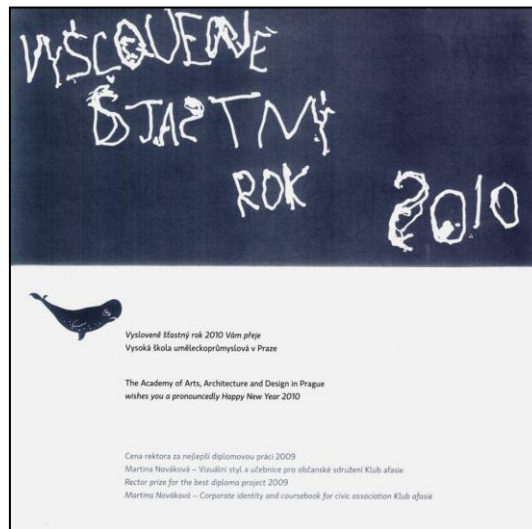 VYŠLOVENĚ
ŠTASTNÝ
ROK 2010
Vysloveně šťastný rok 2010 Vám přeje
Vysoká škola uměleckoprůmyslová v Praze
The Academy of Arts, Architecture and Design in Prague
wishes you a pronouncedly Happy New Year 2010
Cena rektora za nejlepší diplomovou práci 2009
Martina Nováková – Vizuální styl a učebnice pro občanské sdružení Klub afasie
Rector prize for the best diploma project 2009
Martina Nováková – Corporate identity and coursebook for civic association Klub afasie